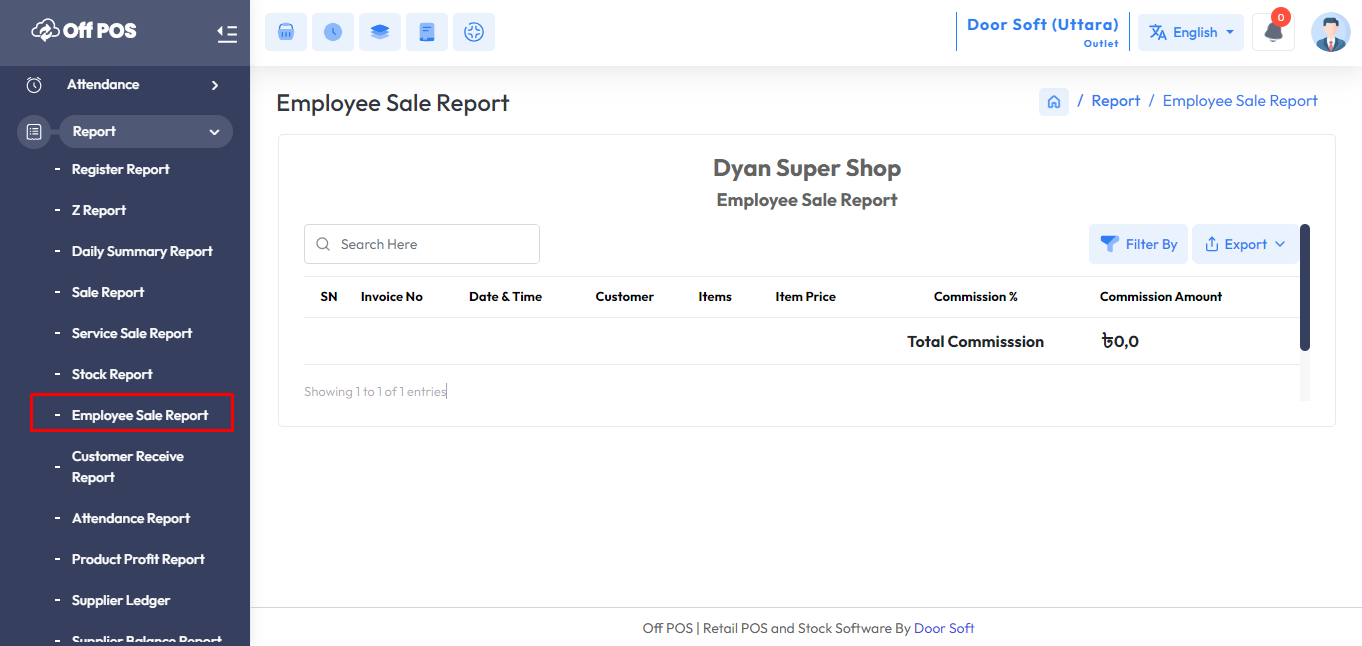 Off POS
Door Soft (Uttara)
Outlet
English
0
Attendance
Report
- Register Report
- Z Report
- Daily Summary Report
- Sale Report
- Service Sale Report
- Stock Report
- Employee Sale Report
- Customer Receive
Report
- Attendance Report
- Product Profit Report
- Supplier Ledger
- Supplier Balance Report
Employee Sale Report
/ Report / Employee Sale Report
Dyan Super Shop
Employee Sale Report
Search Here
Filter By
Export
SN Invoice No Date & Time Customer Items Item Price Commission % Commission Amount
Total Commisssion ৳0,0
Showing 1 to 1 of 1 entries
Off POS | Retail POS and Stock Software By Door Soft